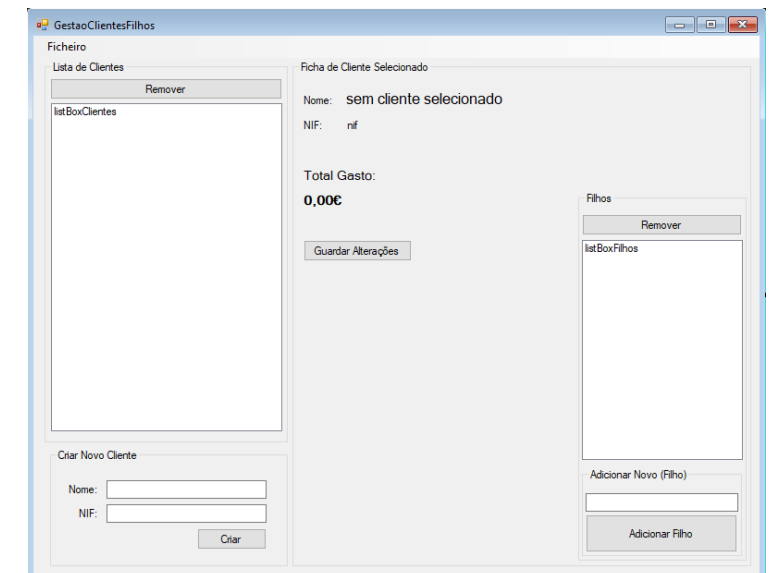 GestaoClientesFilhos
Ficheiro
Lista de Clientes
Remover
listBoxClientes
Criar Novo Cliente
Nome:
NIF:
Criar
Ficha de Cliente Selecionado
Nome: sem cliente selecionado
NIF: nif
Total Gasto:
0,00€
Guardar Alterações
Filhos
Remover
listBoxFilhos
Adicionar Novo (Filho)
Adicionar Filho